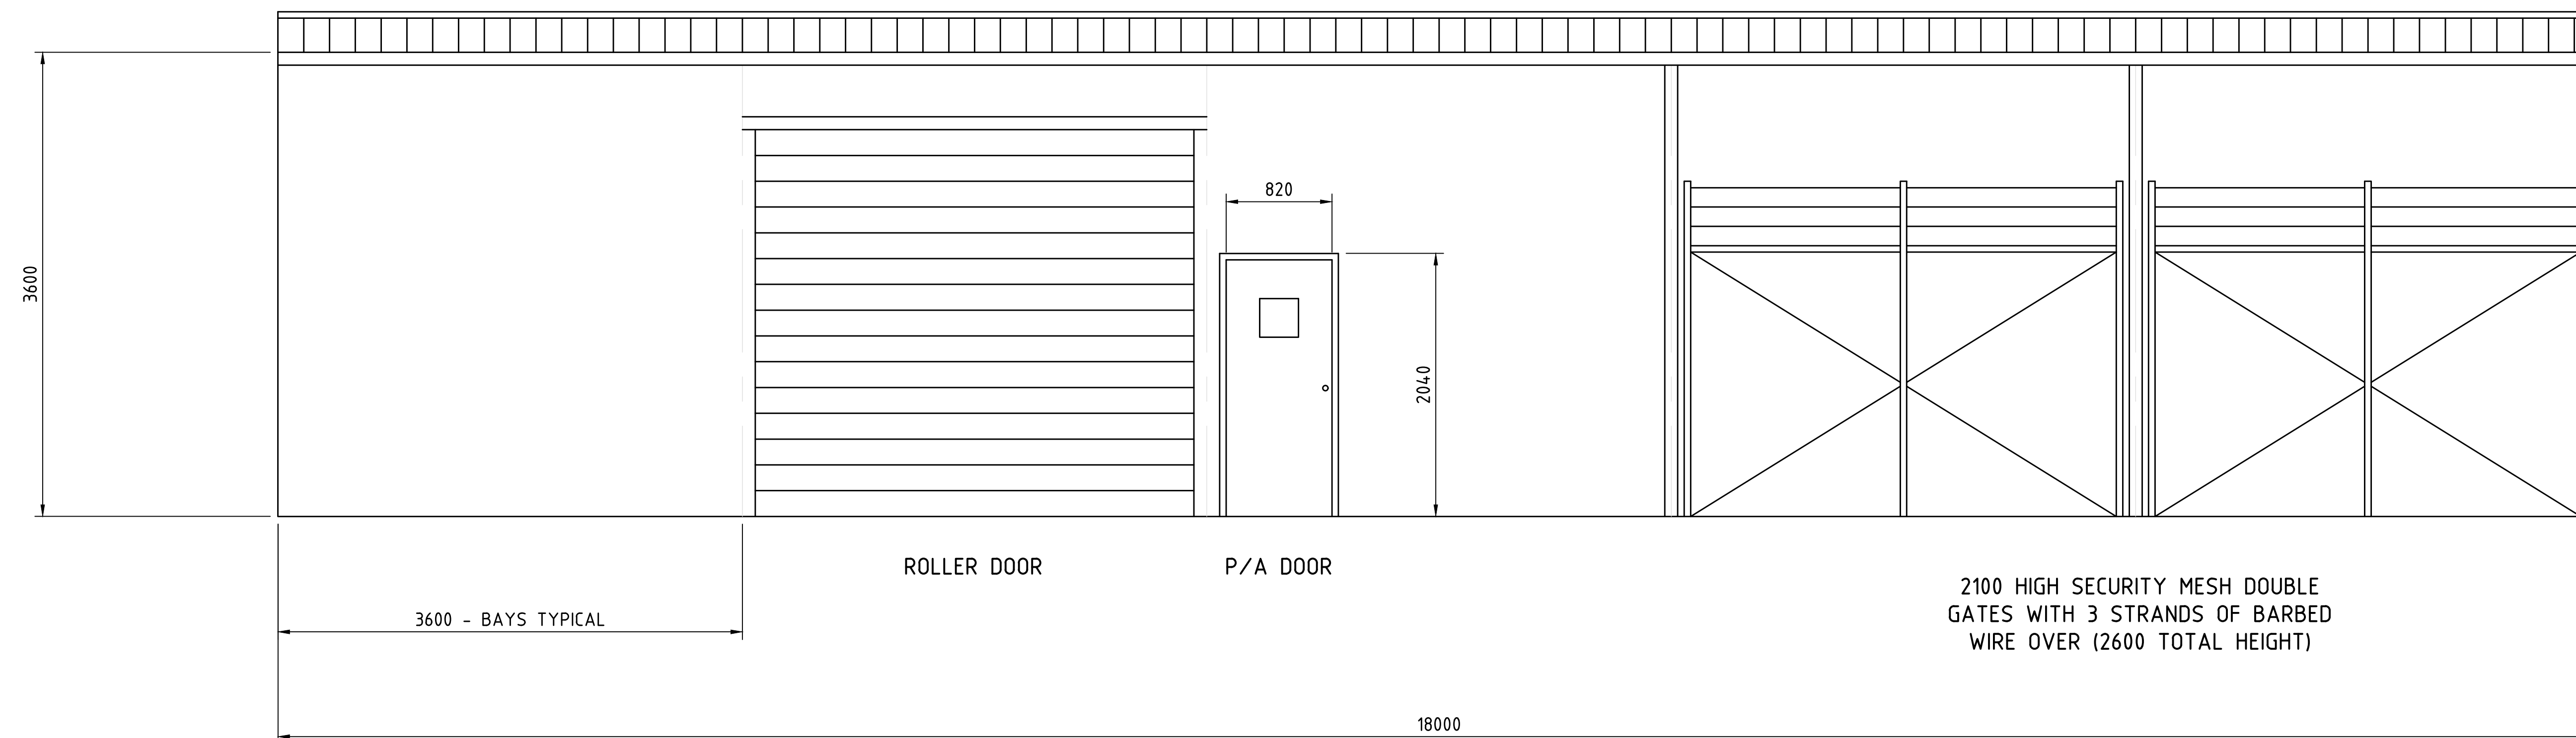 820
3600
2040
ROLLER DOOR
P/A DOOR
2100 HIGH SECURITY MESH DOUBLE
GATES WITH 3 STRANDS OF BARBED
WIRE OVER (2600 TOTAL HEIGHT)
3600 - BAYS TYPICAL
18000